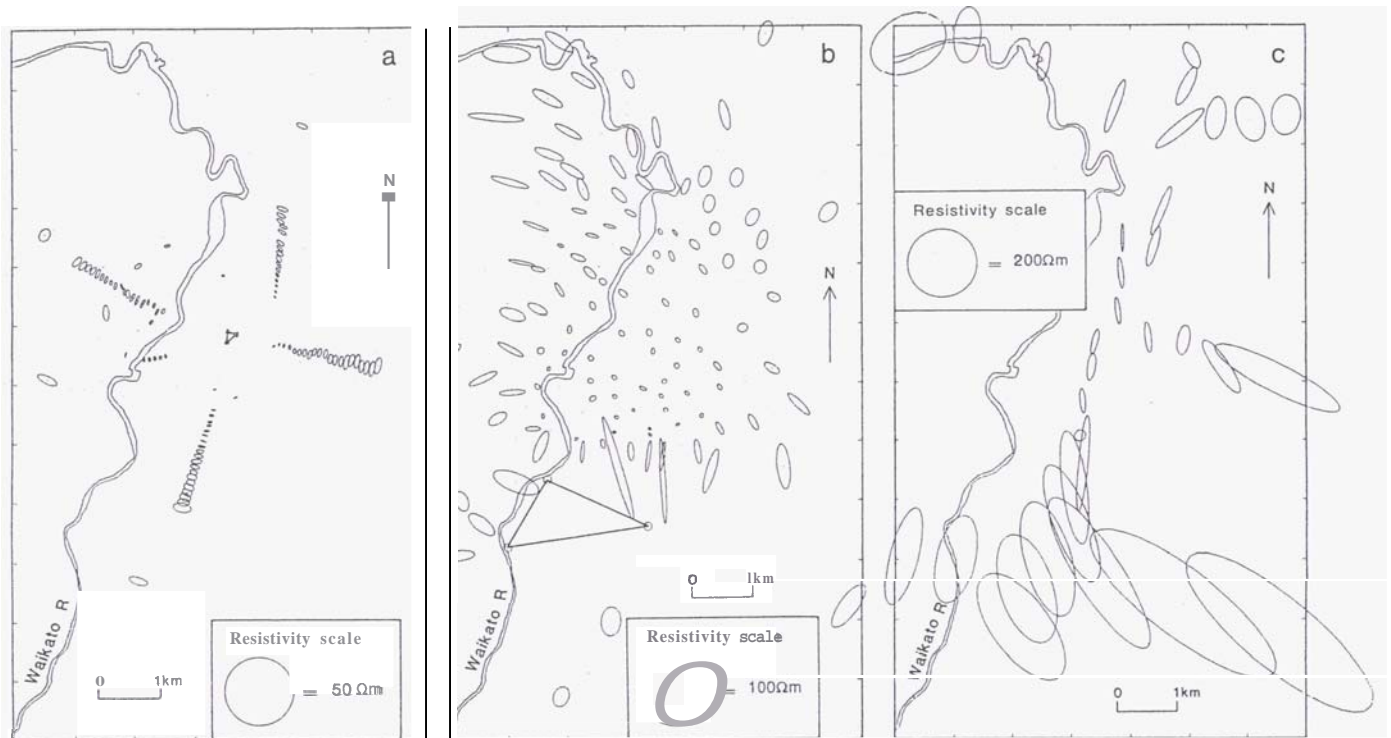 a
N
Waikato R
0 1km
Resistivity scale
= 50 Ωm
b
N
Waikato R
0 1km
Resistivity scale
= 100Ωm
c
Resistivity scale
= 200Ωm
N
Waikato R
0 1km